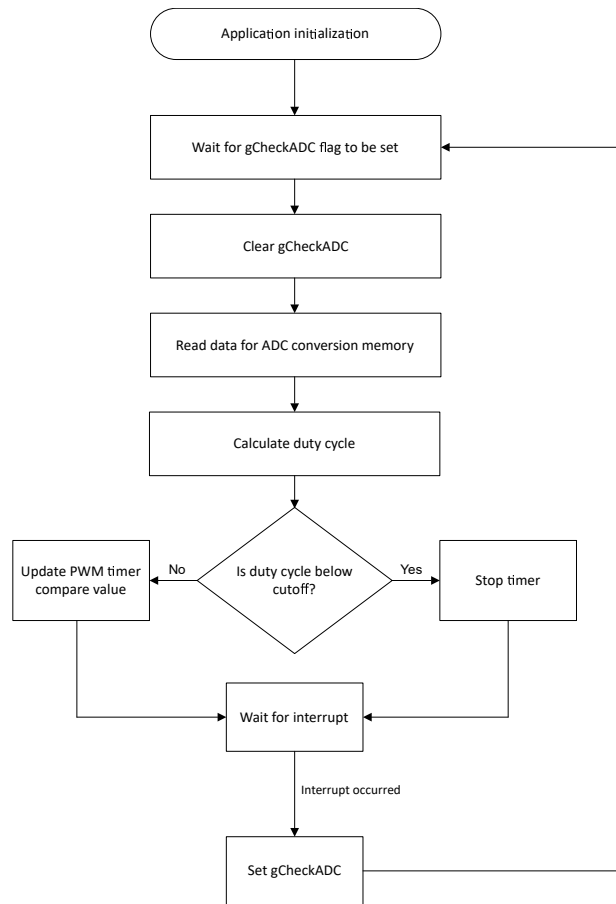 Application initialization
Wait for gCheckADC flag to be set
Clear gCheckADC
Read data for ADC conversion memory
Calculate duty cycle
Update PWM timer
compare value
No
Is duty cycle below
cutoff?
Yes
Stop timer
Wait for interrupt
Interrupt occurred
Set gCheckADC